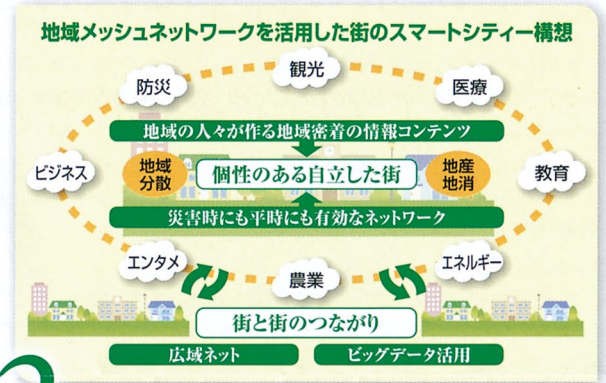 地域メッシュネットワークを活用した街のスマートシティー構想
観光
防災
医療
地域の人々が作る地域密着の情報コンテンツ
ビジネス
地域
分散
個性のある自立した街
地産
地消
教育
災害時にも平時にも有効なネットワーク
エンタメ
農業
エネルギー
街と街のつながり
広域ネット
ビッグデータ活用